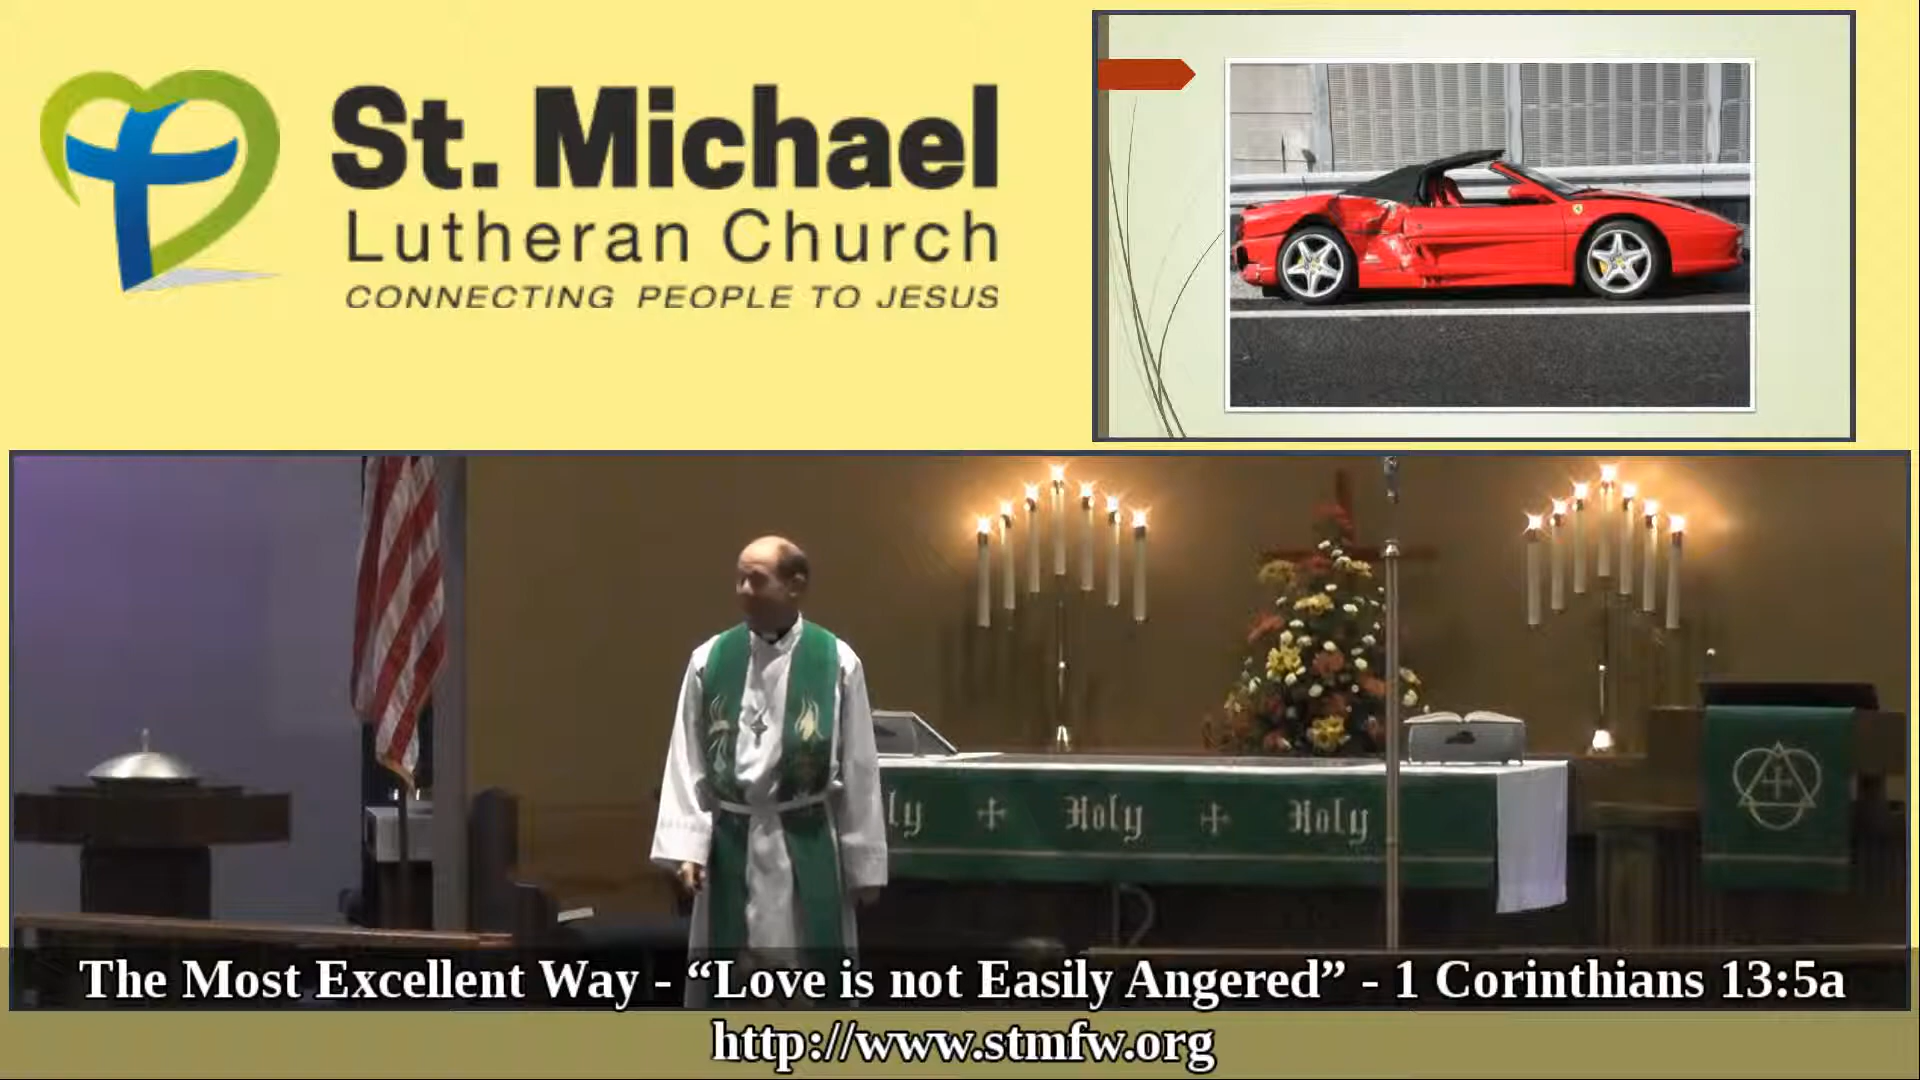 St. Michael
Lutheran Church
CONNECTING PEOPLE TO JESUS
ly + Holy + Holy
The Most Excellent Way - “Love is not Easily Angered” - 1 Corinthians 13:5a
http://www.stmfw.org